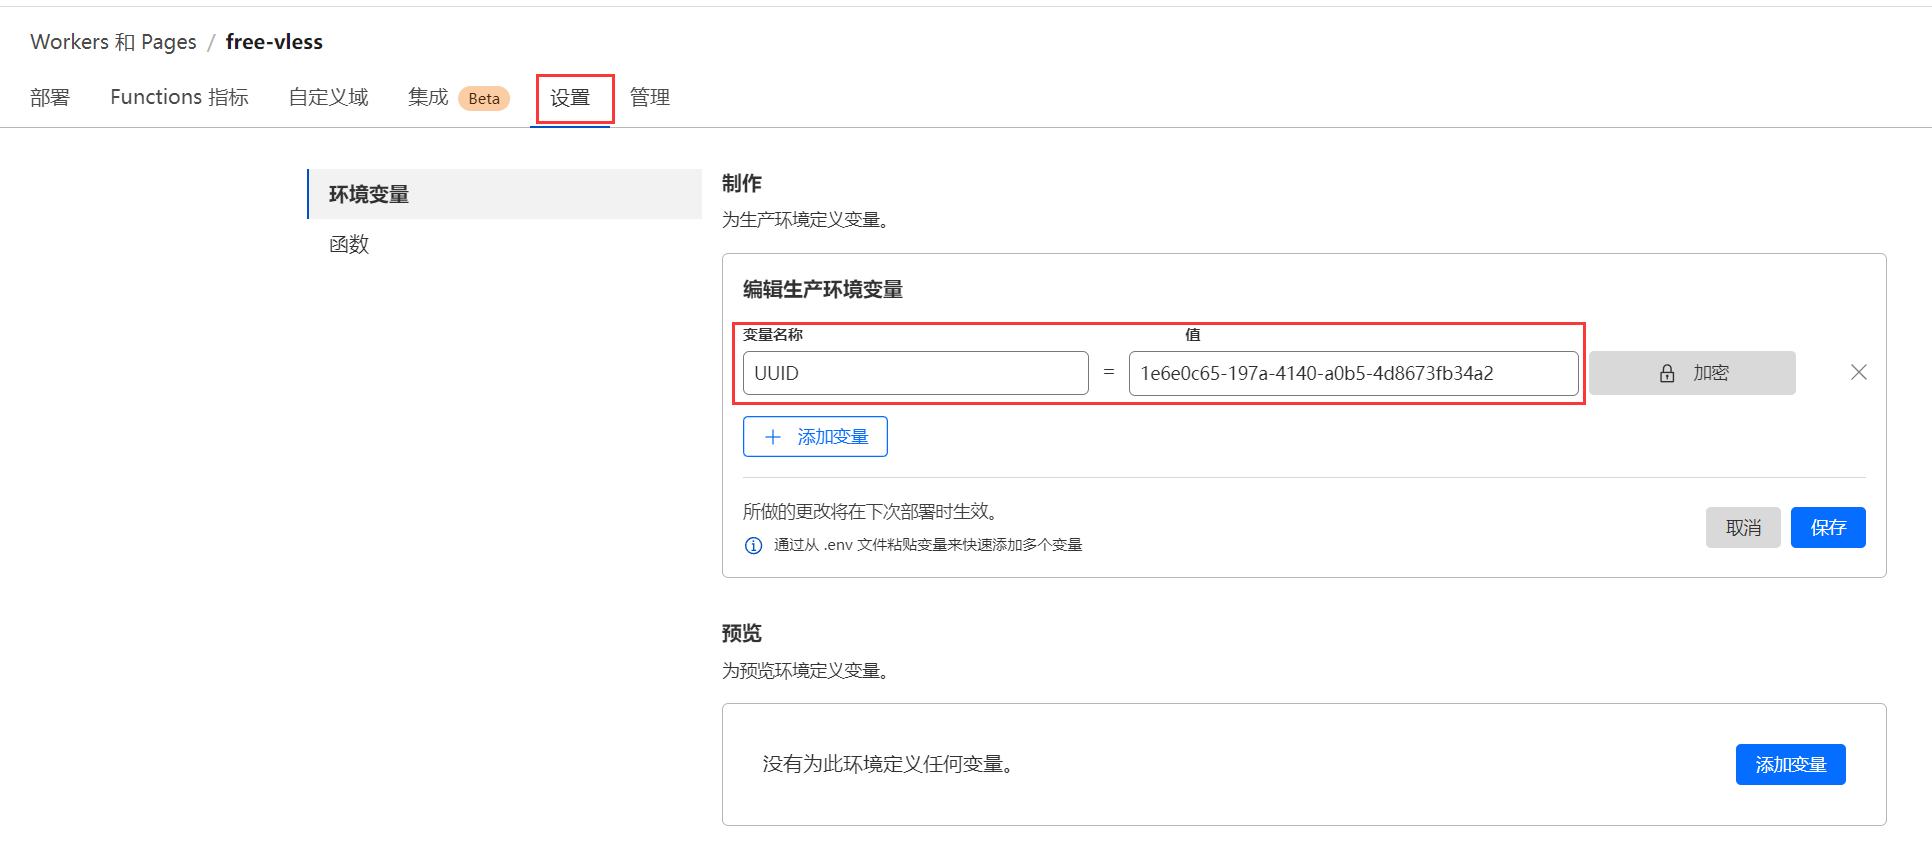 Workers 和 Pages / free-vless
部署 Functions 指标 自定义域 集成 Beta 设置 管理
环境变量
函数
制作
为生产环境定义变量。
编辑生产环境变量
变量名称 值
UUID = 1e6e0c65-197a-4140-a0b5-4d8673fb34a2 加密
添加变量
所做的更改将在下次部署时生效。
通过从 .env 文件粘贴变量来快速添加多个变量
取消 保存
预览
为预览环境定义变量。
没有为此环境定义任何变量。
添加变量